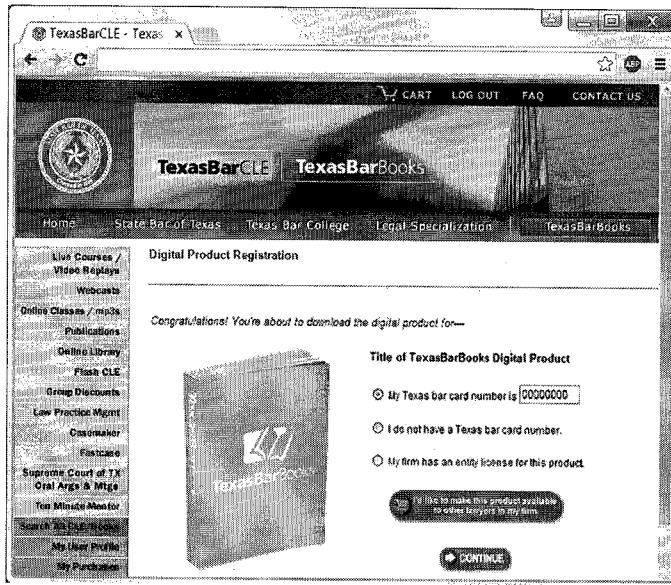 TexasBarCLE - Texas
CART LOG OUT FAQ CONTACT US
TexasBarCLE TexasBarBooks
Home State Bar of Texas Texas Bar College Legal Specialization TexasBarBooks
Live Courses /
Video Replays
Webcasts
Online Classes / mp3s
Publications
Online Library
Flash CLE
Group Discounts
Law Practice Mgmt
Casemaker
Fastcase
Supreme Court of TX
Oral Args & Mtgs
Ten Minute Mentor
Search All CLE/Books
My User Profile
My Purchases
Digital Product Registration
Congratulations! You're about to download the digital product for—
TexasBarBooks
Title of TexasBarBooks Digital Product
My Texas bar card number is 00000000
I do not have a Texas bar card number.
My firm has an entity license for this product.
I'd like to make this product available
to other lawyers in my firm.
CONTINUE
ABP